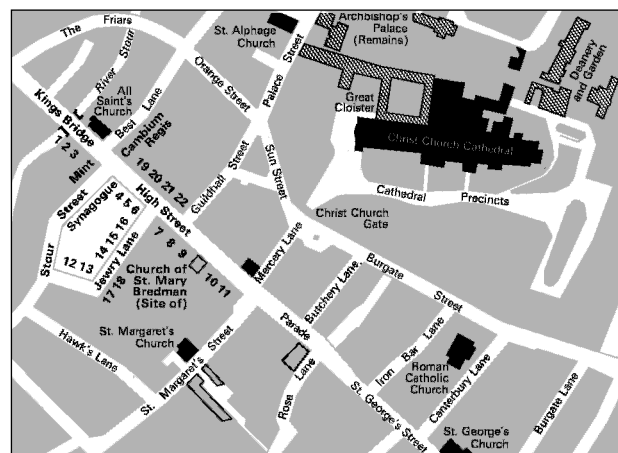 The Friars
River Stour
St. Alphage
Church
Archbishop's
Palace
(Remains)
Deanery
and Garden
Orange Street
Palace Street
All
Saint's
Church
Best Lane
Kings Bridge
Great
Cloister
Christ Church Cathedral
Cambium
Regis
1 2 3
Mint
19 20 21 22
Guildhall Street
Sun Street
Cathedral Precincts
Stour Street
Synagogue
4 5 6
High Street
Christ Church
Gate
7 8 9
14 15 16
12 13
Jewry Lane
17 18
Church of
St. Mary
Bredman
(Site of)
10 11
Mercery Lane
Butchery Lane
Burgate Street
Hawk's Lane
St. Margaret's
Church
St. Margaret's Street
Parade
Rose Lane
Iron Bar Lane
Roman
Catholic
Church
Canterbury Lane
Burgate Lane
St. George's Street
St. George's
Church